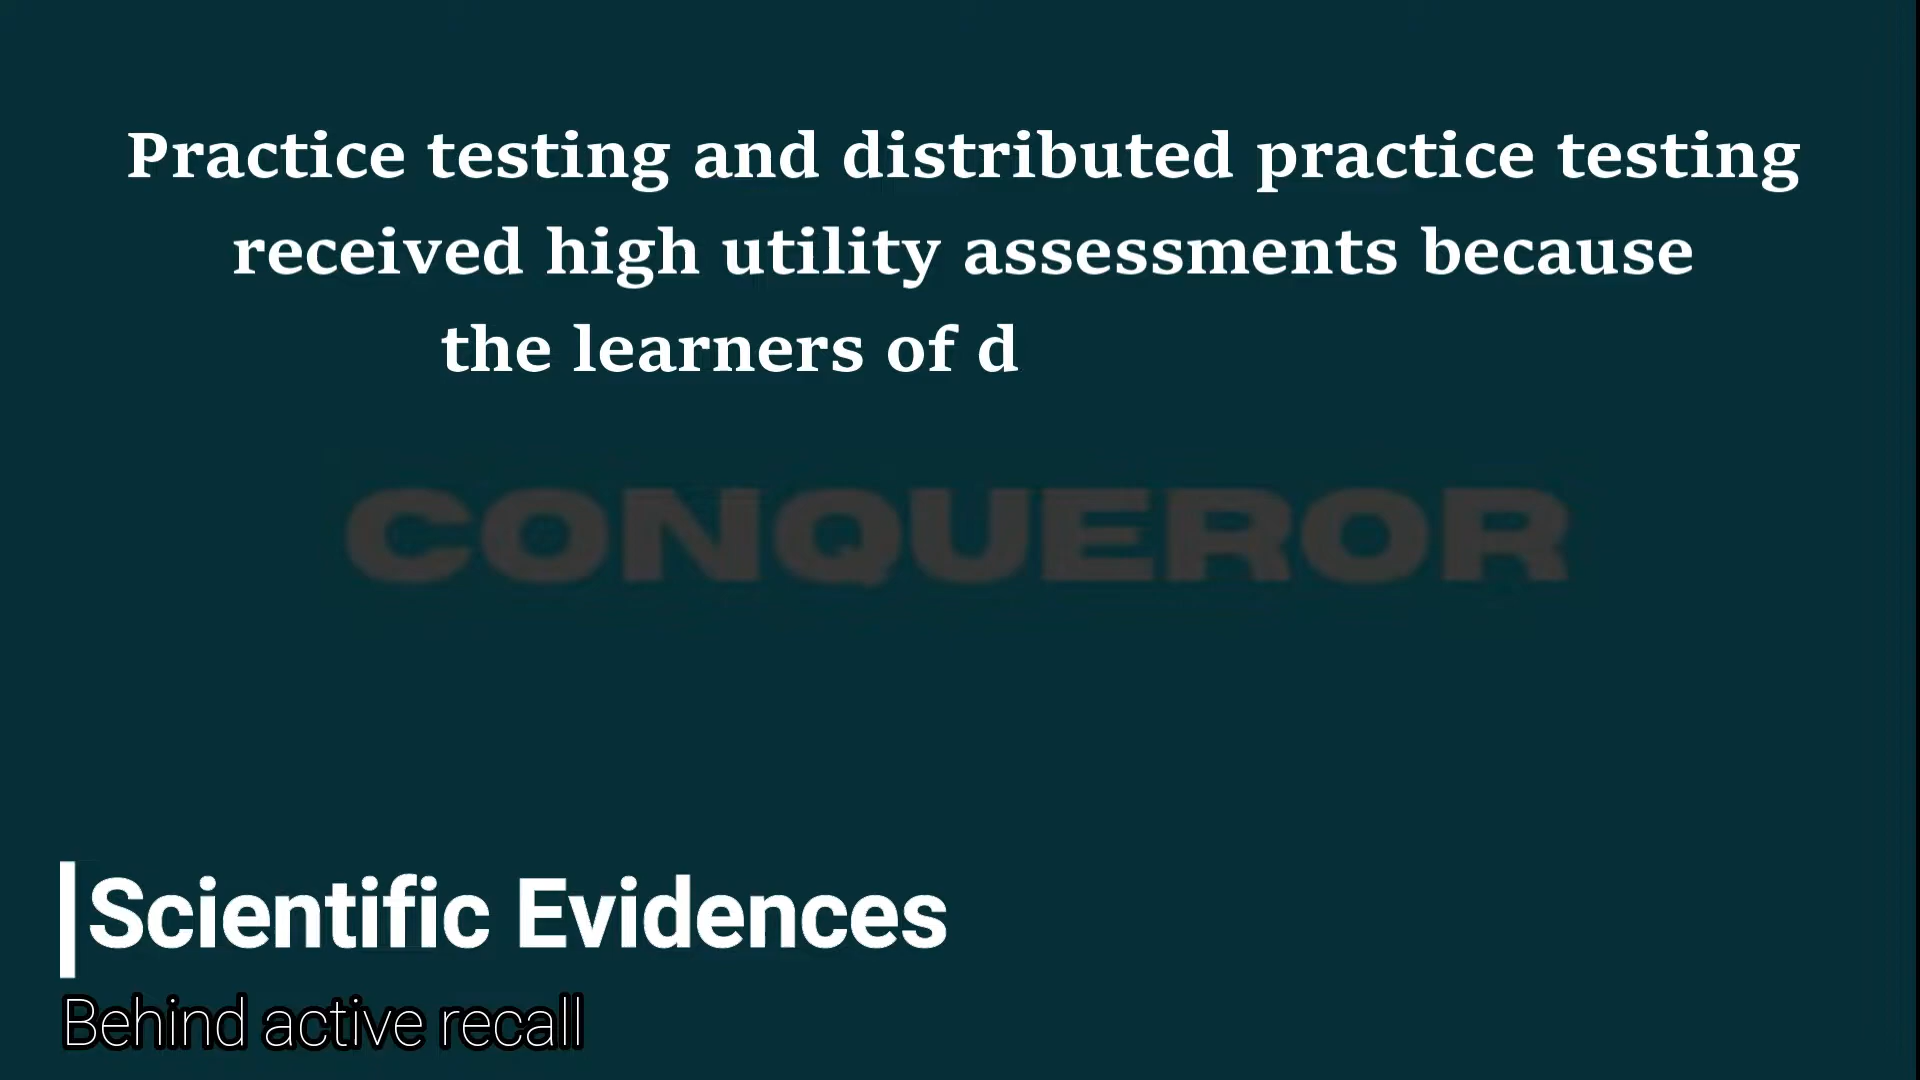 Practice testing and distributed practice testing
received high utility assessments because
the learners of d
CONQUEROR
Scientific Evidences
Behind active recall